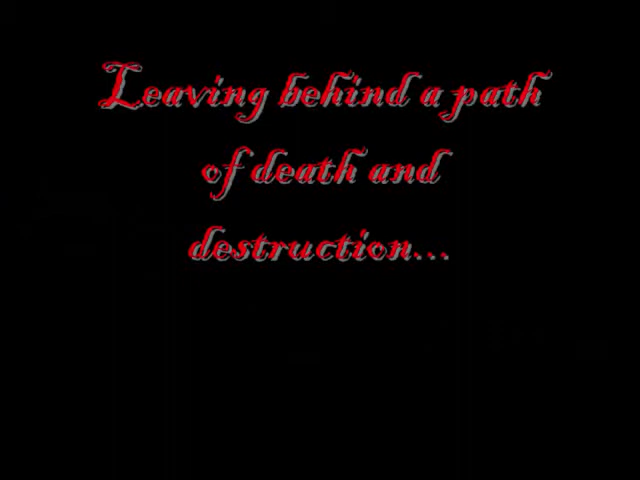 Leaving behind a path
of death and
destruction...